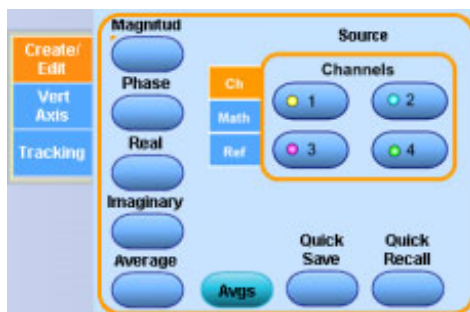 Create/
Edit
Vert
Axis
Tracking
Magnitud
Phase
Real
Imaginary
Average
Source
Ch
Math
Ref
Channels
1
2
3
4
Avgs
Quick
Save
Quick
Recall